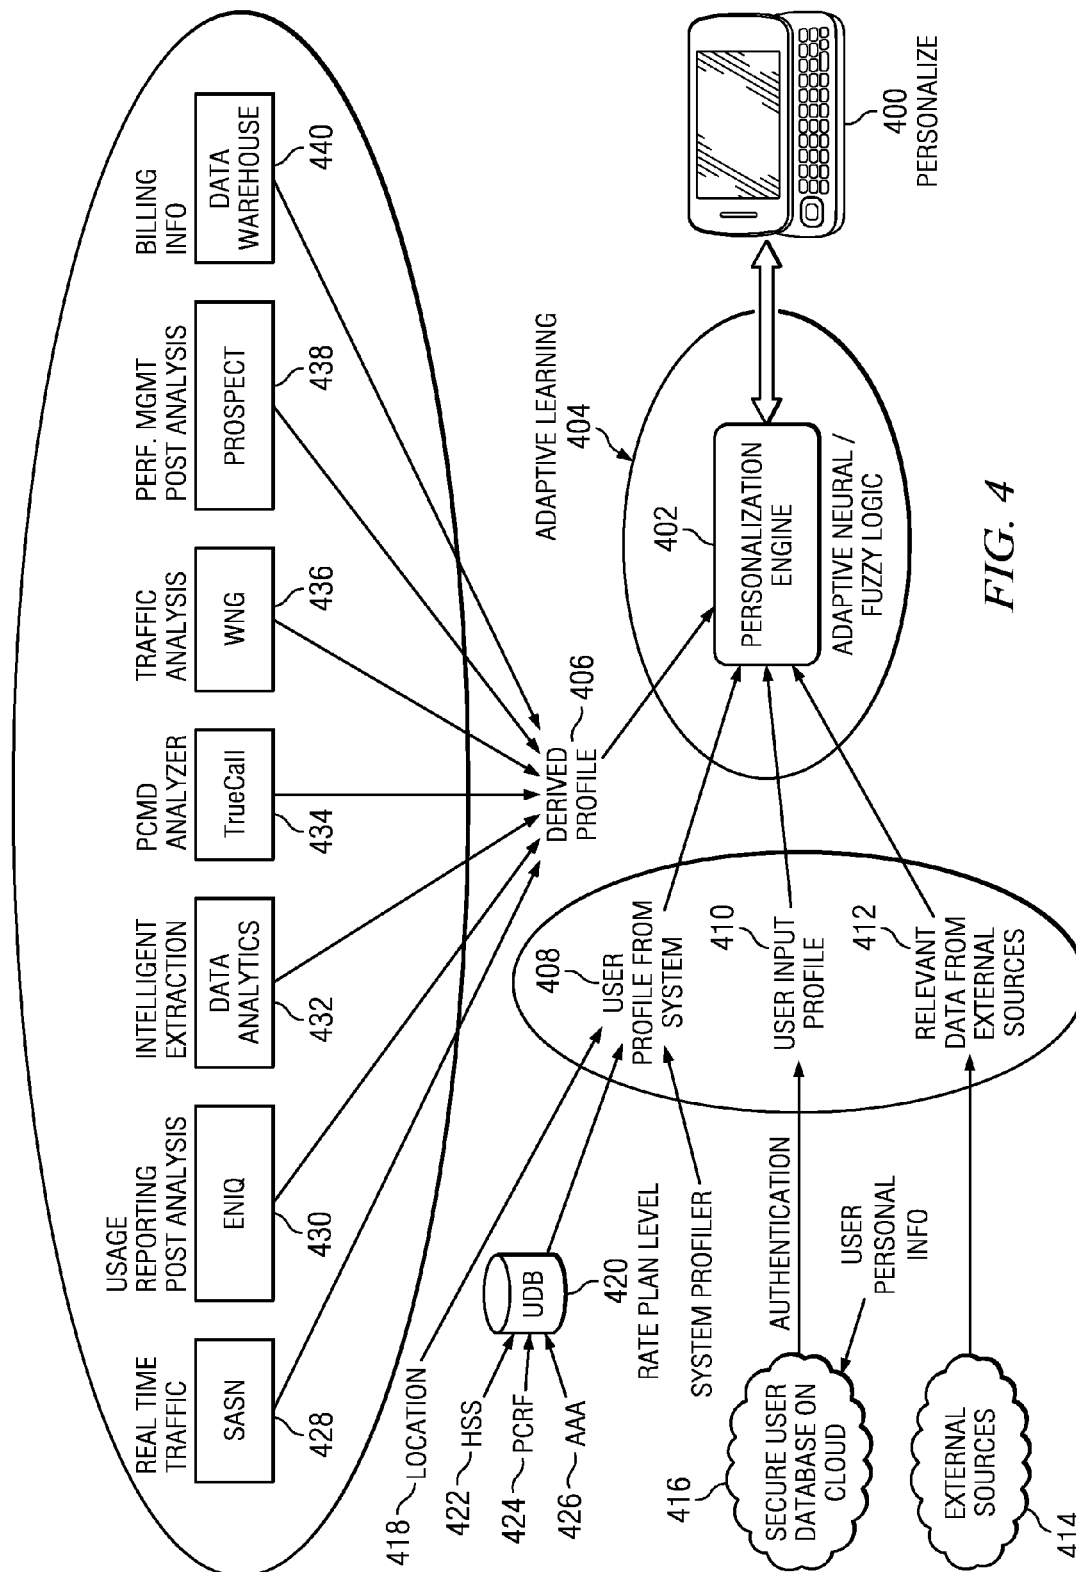 REAL TIME
TRAFFIC
SASN
428
USAGE
REPORTING
POST ANALYSIS
ENIQ
430
INTELLIGENT
EXTRACTION
DATA
ANALYTICS
432
PCMD
ANALYZER
TrueCall
434
TRAFFIC
ANALYSIS
WNG
436
PERF. MGMT
POST ANALYSIS
PROSPECT
438
BILLING
INFO
DATA
WAREHOUSE
440
418
LOCATION
422
HSS
424
PCRF
426
AAA
UDB
420
RATE PLAN LEVEL
SYSTEM PROFILER
DERIVED
PROFILE
406
408
USER
PROFILE FROM
SYSTEM
410
USER INPUT
PROFILE
412
RELEVANT
DATA FROM
EXTERNAL
SOURCES
416
SECURE USER
DATABASE ON
CLOUD
AUTHENTICATION
USER
PERSONAL
INFO
EXTERNAL
SOURCES
414
ADAPTIVE LEARNING
404
402
PERSONALIZATION
ENGINE
ADAPTIVE NEURAL /
FUZZY LOGIC
400
PERSONALIZE
FIG. 4